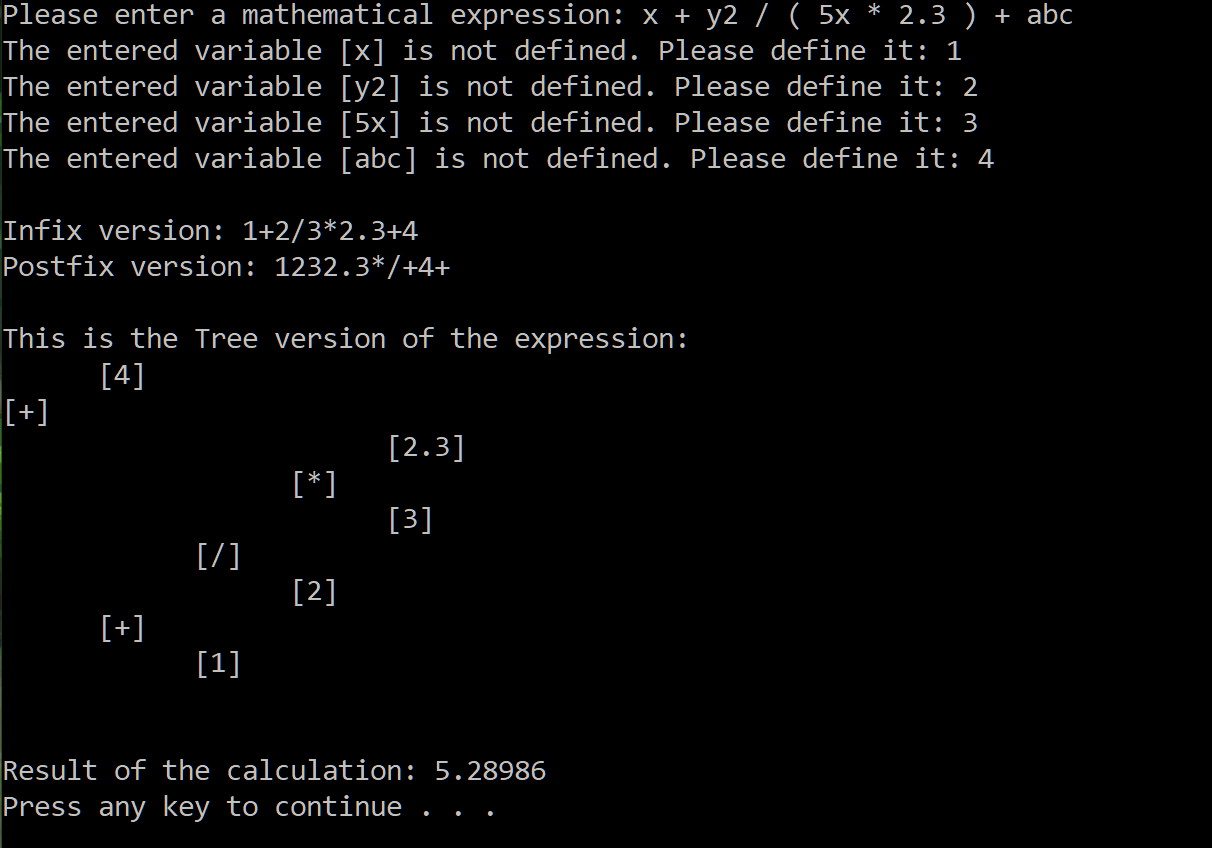 Please enter a mathematical expression: x + y2 / ( 5x * 2.3 ) + abc
The entered variable [x] is not defined. Please define it: 1
The entered variable [y2] is not defined. Please define it: 2
The entered variable [5x] is not defined. Please define it: 3
The entered variable [abc] is not defined. Please define it: 4

Infix version: 1+2/3*2.3+4
Postfix version: 1232.3*/+4+

This is the Tree version of the expression:
      [4]
[+]
                        [2.3]
                  [*]
                        [3]
            [/]
                  [2]
      [+]
            [1]

Result of the calculation: 5.28986
Press any key to continue . . .